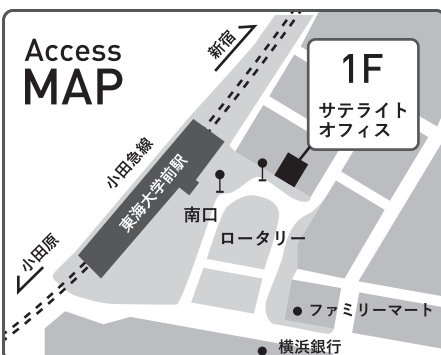 Access
MAP
新宿
1F
サテライト
オフィス
小田急線
東海大学前駅
南口
ロータリー
小田原
ファミリーマート
横浜銀行